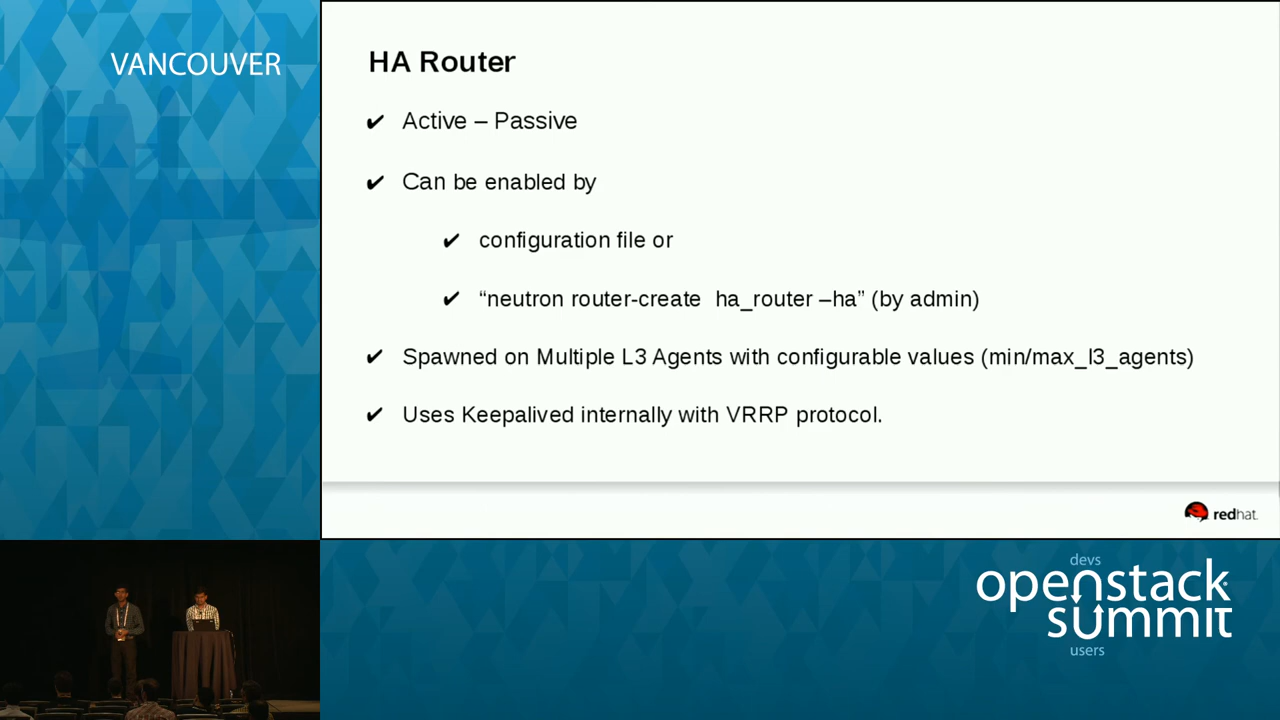 VANCOUVER
HA Router
✔ Active – Passive
✔ Can be enabled by
✔ configuration file or
✔ “neutron router-create ha_router –ha” (by admin)
✔ Spawned on Multiple L3 Agents with configurable values (min/max_l3_agents)
✔ Uses Keepalived internally with VRRP protocol.
redhat.
devs
openstack
summit
users